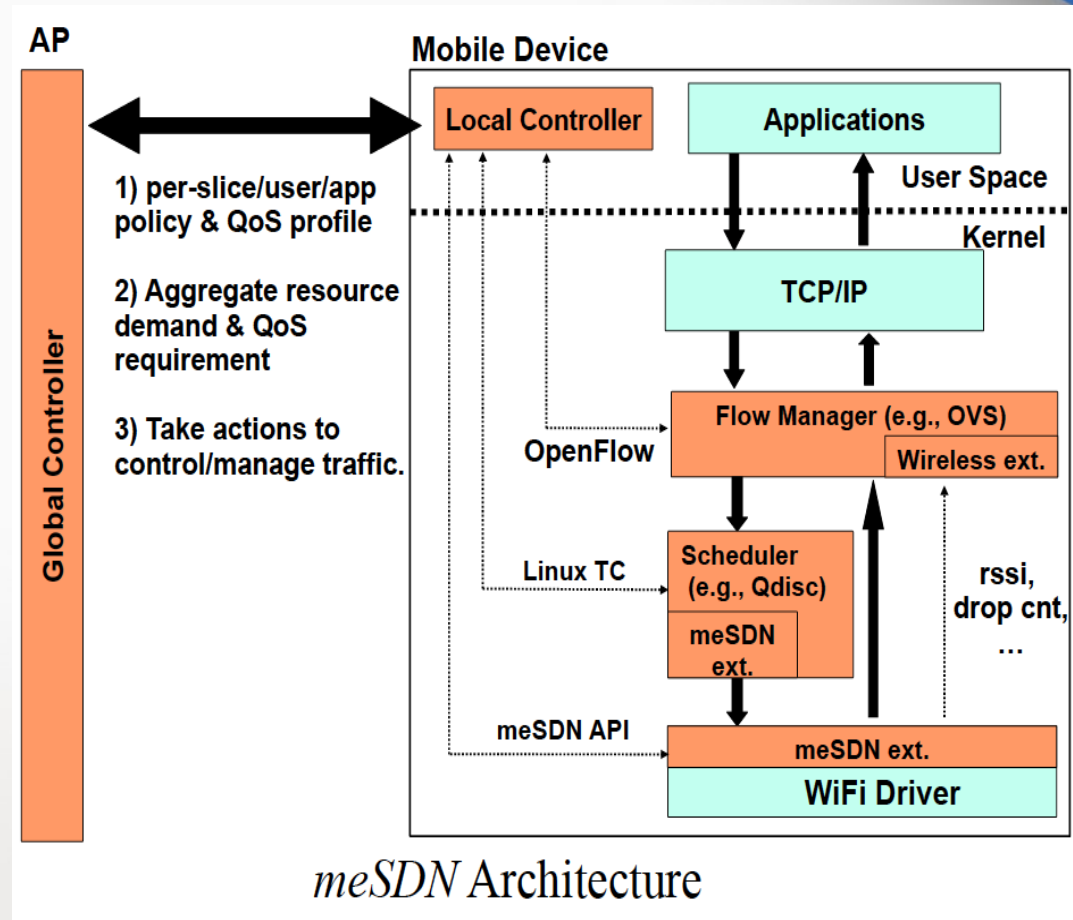 AP
Mobile Device
Global Controller
1) per-slice/user/app
policy & QoS profile
2) Aggregate resource
demand & QoS
requirement
3) Take actions to
control/manage traffic.
Local Controller
Applications
User Space
Kernel
TCP/IP
Flow Manager (e.g., OVS)
Wireless ext.
OpenFlow
Scheduler
(e.g., Qdisc)
meSDN
ext.
Linux TC
rssi,
drop cnt,
...
meSDN API
meSDN ext.
WiFi Driver
meSDN Architecture